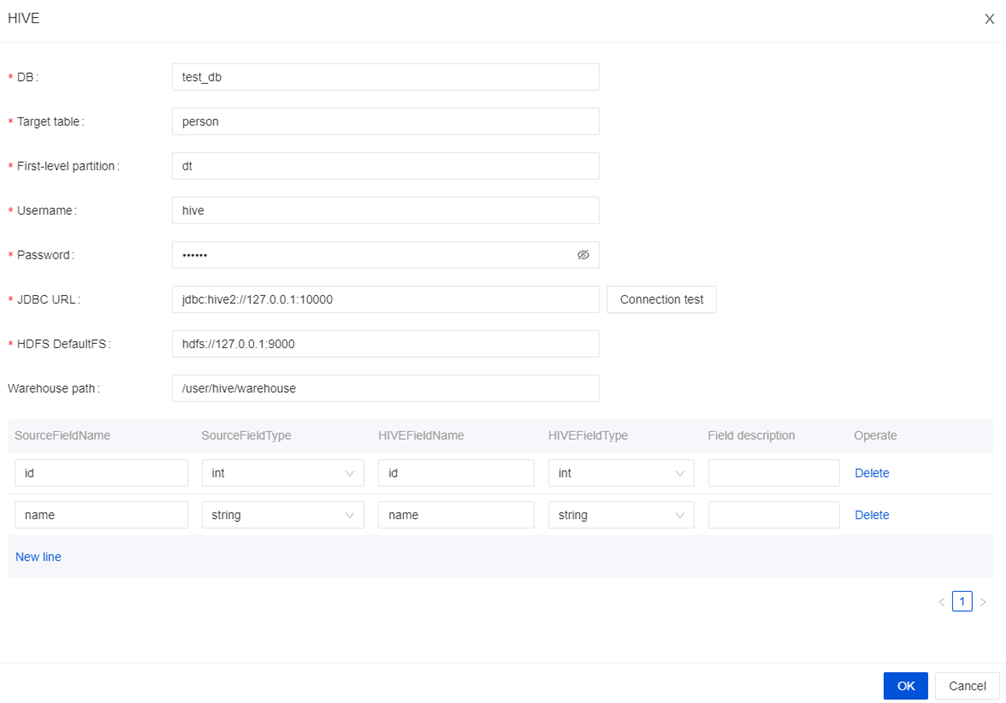 HIVE X
* DB: test_db
* Target table: person
* First-level partition: dt
* Username: hive
* Password: ••••••
* JDBC URL: jdbc:hive2://127.0.0.1:10000 Connection test
* HDFS DefaultFS: hdfs://127.0.0.1:9000
Warehouse path: /user/hive/warehouse
SourceFieldName SourceFieldType HIVEFieldName HIVEFieldType Field description Operate
id int id int Delete
name string name string Delete
New line
< 1 >
OK Cancel